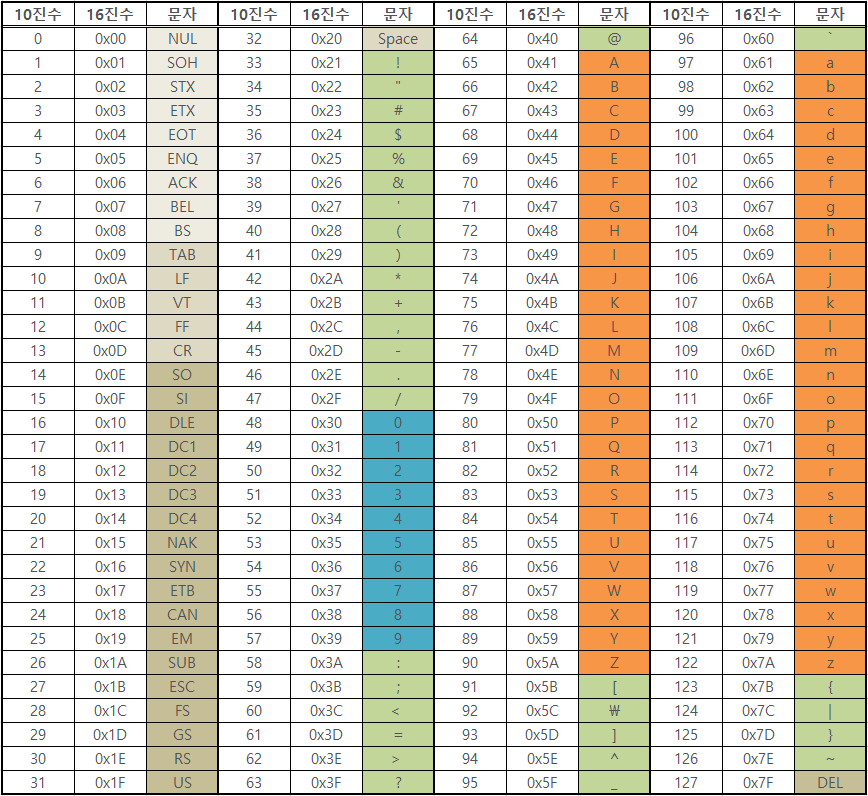 10진수 16진수 문자 10진수 16진수 문자 10진수 16진수 문자 10진수 16진수 문자
0 0x00 NUL 32 0x20 Space 64 0x40 @ 96 0x60 `
1 0x01 SOH 33 0x21 ! 65 0x41 A 97 0x61 a
2 0x02 STX 34 0x22 " 66 0x42 B 98 0x62 b
3 0x03 ETX 35 0x23 # 67 0x43 C 99 0x63 c
4 0x04 EOT 36 0x24 $ 68 0x44 D 100 0x64 d
5 0x05 ENQ 37 0x25 % 69 0x45 E 101 0x65 e
6 0x06 ACK 38 0x26 & 70 0x46 F 102 0x66 f
7 0x07 BEL 39 0x27 ' 71 0x47 G 103 0x67 g
8 0x08 BS 40 0x28 ( 72 0x48 H 104 0x68 h
9 0x09 TAB 41 0x29 ) 73 0x49 I 105 0x69 i
10 0x0A LF 42 0x2A * 74 0x4A J 106 0x6A j
11 0x0B VT 43 0x2B + 75 0x4B K 107 0x6B k
12 0x0C FF 44 0x2C , 76 0x4C L 108 0x6C l
13 0x0D CR 45 0x2D - 77 0x4D M 109 0x6D m
14 0x0E SO 46 0x2E . 78 0x4E N 110 0x6E n
15 0x0F SI 47 0x2F / 79 0x4F O 111 0x6F o
16 0x10 DLE 48 0x30 0 80 0x50 P 112 0x70 p
17 0x11 DC1 49 0x31 1 81 0x51 Q 113 0x71 q
18 0x12 DC2 50 0x32 2 82 0x52 R 114 0x72 r
19 0x13 DC3 51 0x33 3 83 0x53 S 115 0x73 s
20 0x14 DC4 52 0x34 4 84 0x54 T 116 0x74 t
21 0x15 NAK 53 0x35 5 85 0x55 U 117 0x75 u
22 0x16 SYN 54 0x36 6 86 0x56 V 118 0x76 v
23 0x17 ETB 55 0x37 7 87 0x57 W 119 0x77 w
24 0x18 CAN 56 0x38 8 88 0x58 X 120 0x78 x
25 0x19 EM 57 0x39 9 89 0x59 Y 121 0x79 y
26 0x1A SUB 58 0x3A : 90 0x5A Z 122 0x7A z
27 0x1B ESC 59 0x3B ; 91 0x5B [ 123 0x7B {
28 0x1C FS 60 0x3C < 92 0x5C ₩ 124 0x7C |
29 0x1D GS 61 0x3D = 93 0x5D ] 125 0x7D }
30 0x1E RS 62 0x3E > 94 0x5E ^ 126 0x7E ~
31 0x1F US 63 0x3F ? 95 0x5F _ 127 0x7F DEL